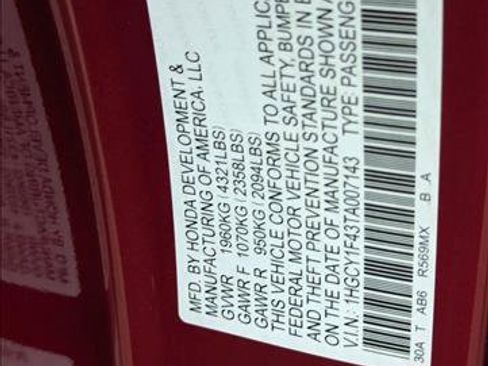 MFD. BY HONDA DEVELOPMENT &
MANUFACTURING OF AMERICA, LLC
GVWR 1960KG (4321LBS)
GAWR F 1070KG (2358LBS)
GAWR R 950KG (2094LBS)
THIS VEHICLE CONFORMS TO ALL APPLIC
FEDERAL MOTOR VEHICLE SAFETY, BUMPE
AND THEFT PREVENTION STANDARDS IN E
ON THE DATE OF MANUFACTURE SHOWN A
V.I.N.: 1HGCY1F43TA007143 TYPE: PASSENG
30A T AB6 R569MX B A